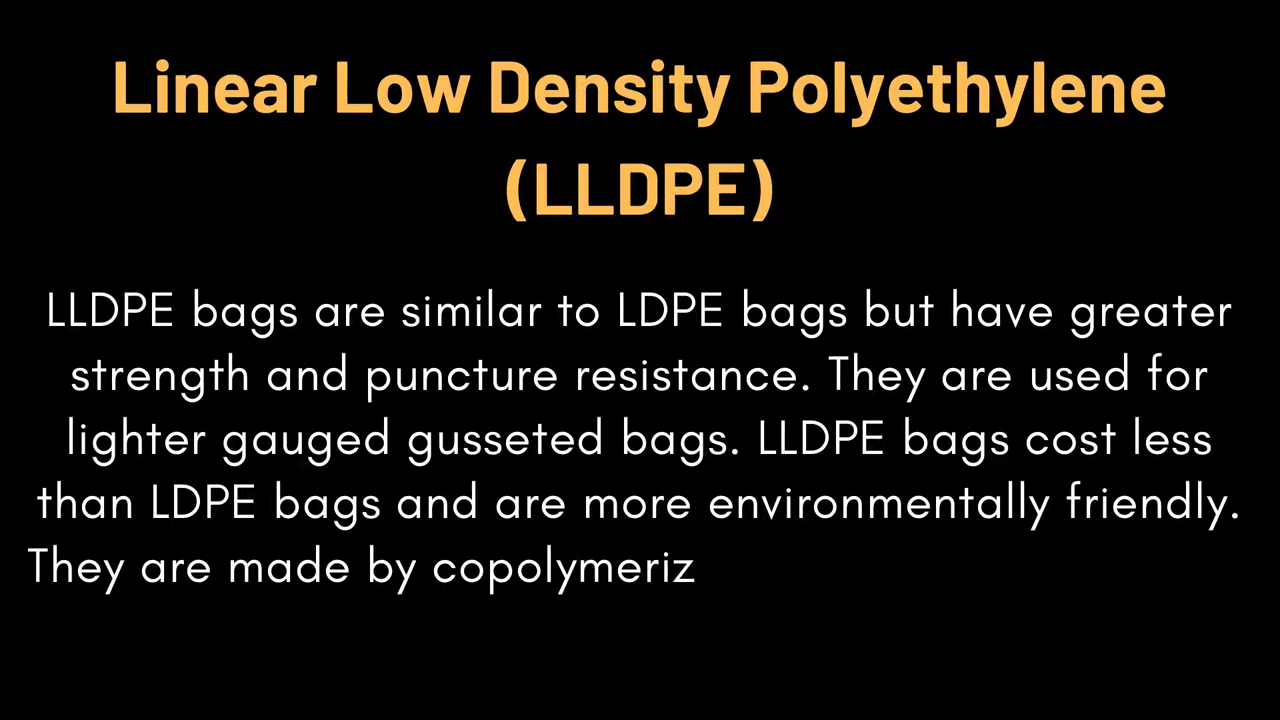 Linear Low Density Polyethylene
(LLDPE)
LLDPE bags are similar to LDPE bags but have greater
strength and puncture resistance. They are used for
lighter gauged gusseted bags. LLDPE bags cost less
than LDPE bags and are more environmentally friendly.
They are made by copolymeriz